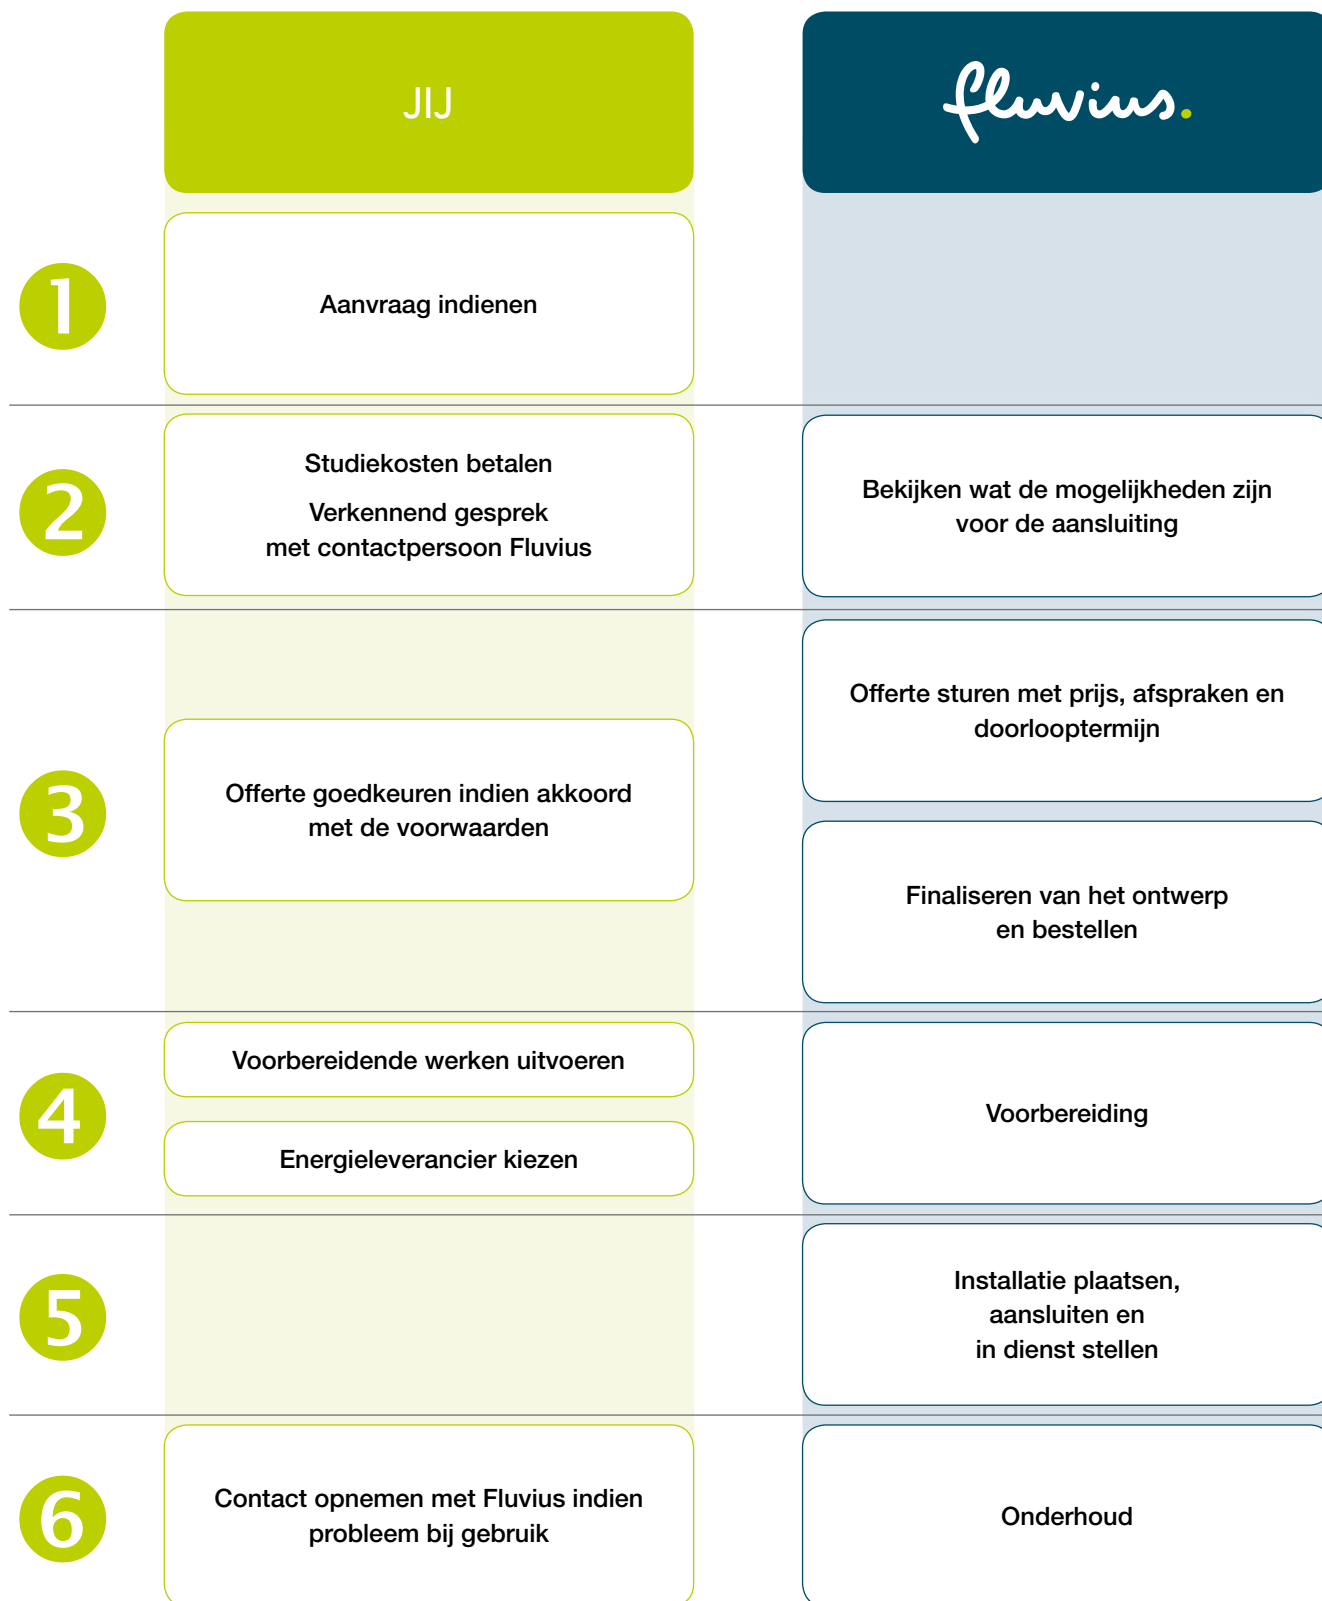 JIJ
fluvius.
1
Aanvraag indienen
2
Studiekosten betalen
Verkennend gesprek
met contactpersoon Fluvius
Bekijken wat de mogelijkheden zijn
voor de aansluiting
3
Offerte sturen met prijs, afspraken en
doorlooptermijn
Offerte goedkeuren indien akkoord
met de voorwaarden
Finaliseren van het ontwerp
en bestellen
4
Voorbereidende werken uitvoeren
Energieleverancier kiezen
Voorbereiding
5
Installatie plaatsen,
aansluiten en
in dienst stellen
6
Contact opnemen met Fluvius indien
probleem bij gebruik
Onderhoud